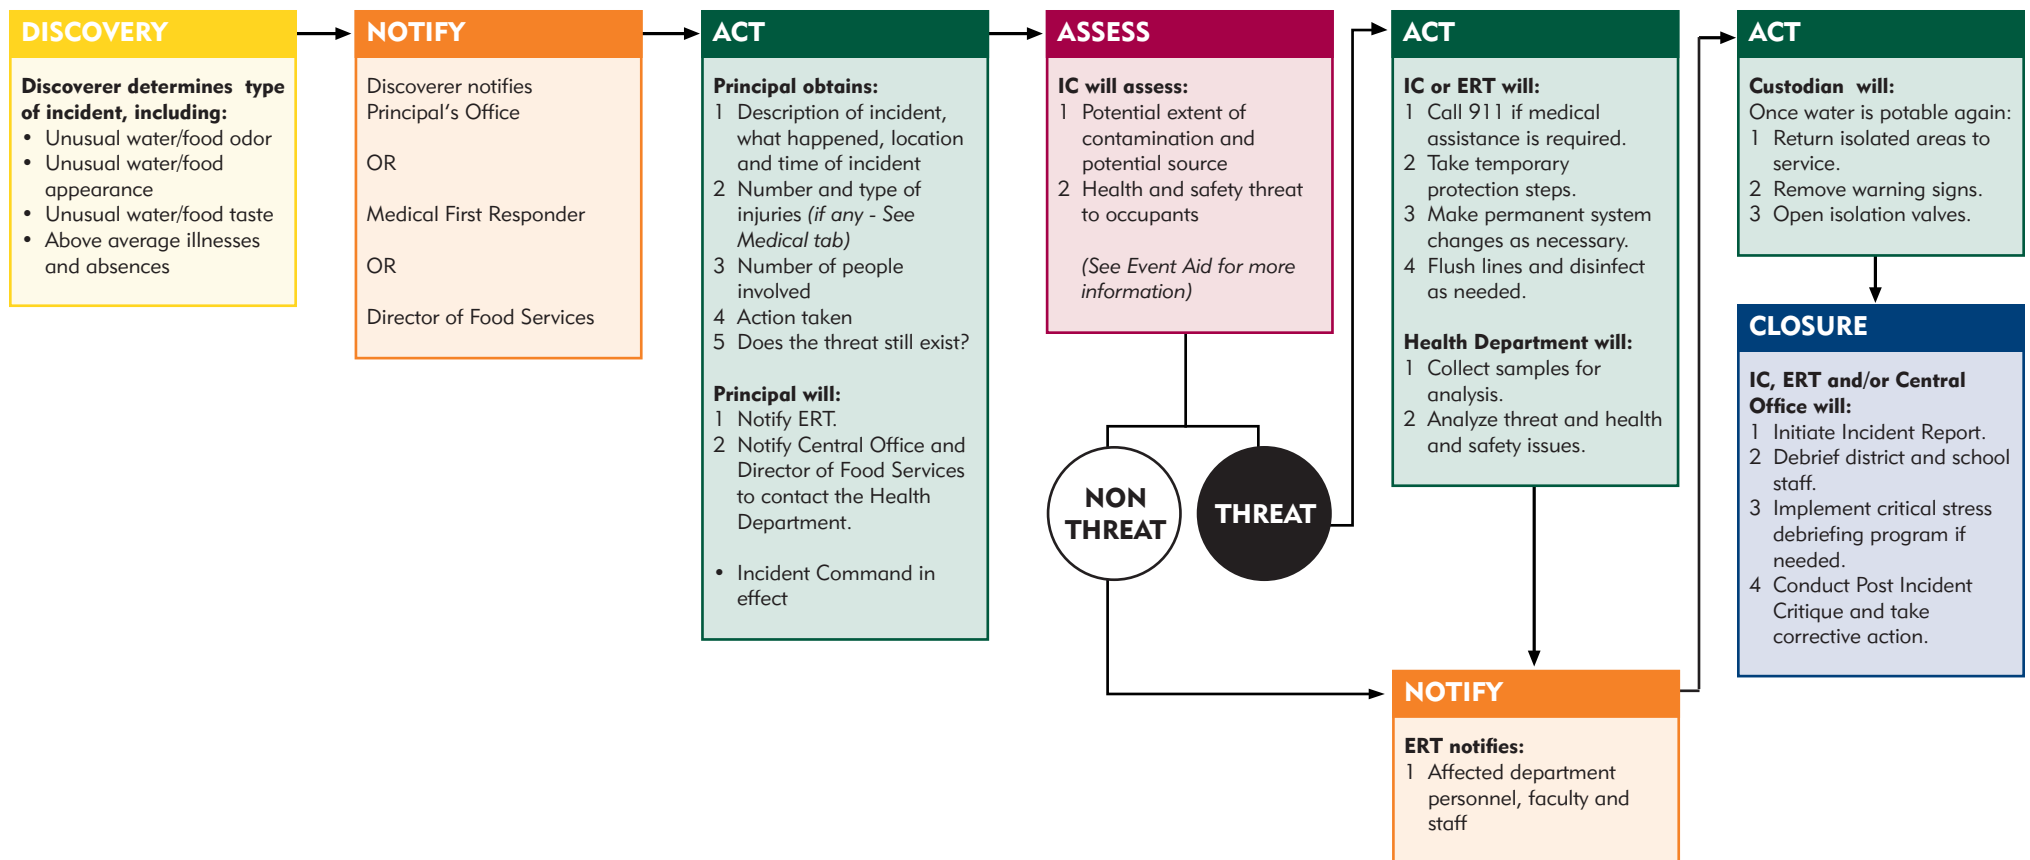 DISCOVERY
Discoverer determines type
of incident, including:
• Unusual water/food odor
• Unusual water/food
appearance
• Unusual water/food taste
• Above average illnesses
and absences
NOTIFY
Discoverer notifies
Principal's Office
OR
Medical First Responder
OR
Director of Food Services
ACT
Principal obtains:
1 Description of incident,
what happened, location
and time of incident
2 Number and type of
injuries (if any - See
Medical tab)
3 Number of people
involved
4 Action taken
5 Does the threat still exist?
Principal will:
1 Notify ERT.
2 Notify Central Office and
Director of Food Services
to contact the Health
Department.
• Incident Command in
effect
ASSESS
IC will assess:
1 Potential extent of
contamination and
potential source
2 Health and safety threat
to occupants
(See Event Aid for more
information)
NON
THREAT
THREAT
ACT
IC or ERT will:
1 Call 911 if medical
assistance is required.
2 Take temporary
protection steps.
3 Make permanent system
changes as necessary.
4 Flush lines and disinfect
as needed.
Health Department will:
1 Collect samples for
analysis.
2 Analyze threat and health
and safety issues.
NOTIFY
ERT notifies:
1 Affected department
personnel, faculty and
staff
ACT
Custodian will:
Once water is potable again:
1 Return isolated areas to
service.
2 Remove warning signs.
3 Open isolation valves.
CLOSURE
IC, ERT and/or Central
Office will:
1 Initiate Incident Report.
2 Debrief district and school
staff.
3 Implement critical stress
debriefing program if
needed.
4 Conduct Post Incident
Critique and take
corrective action.